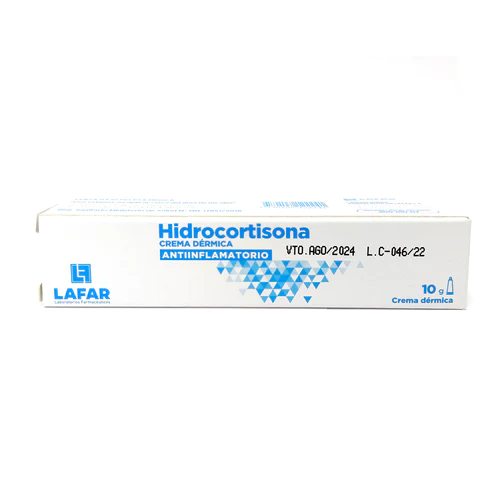 Hidrocortisona
CREMA DÉRMICA
ANTIINFLAMATORIO
VTO.AGO/2024 L.C-046/22
LAFAR
Laboratorios Farmacéuticos
10 g
Crema dérmica